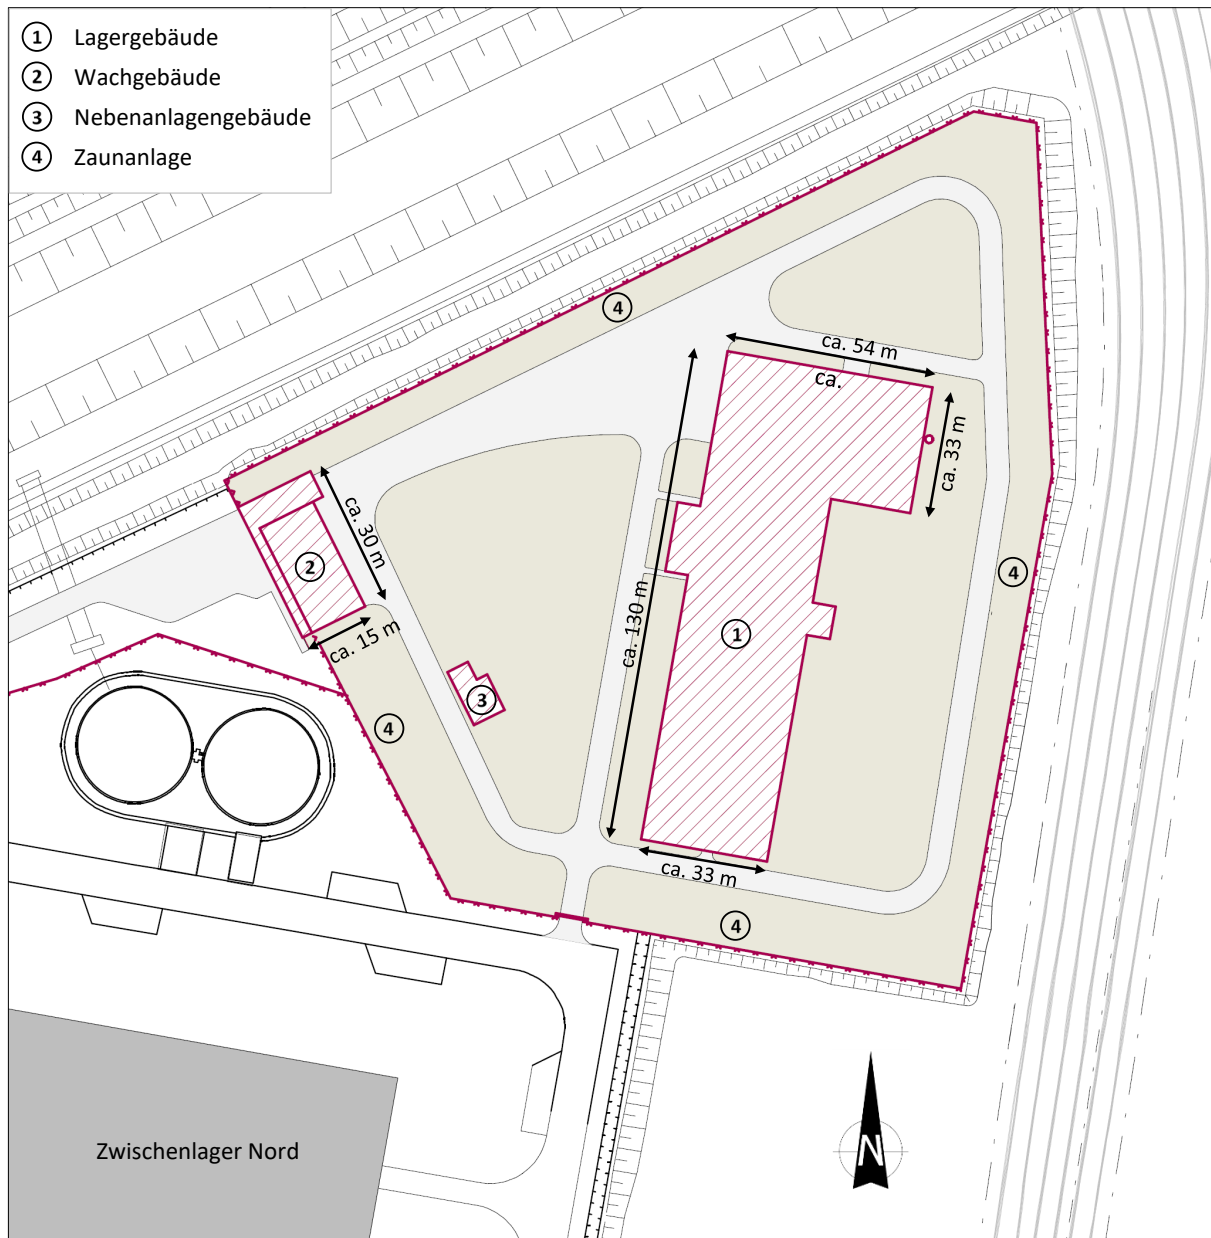 1 Lagergebäude
2 Wachgebäude
3 Nebenanlagengebäude
4 Zaunanlage
4
ca. 54 m
ca.
ca. 33 m
ca. 30 m
2
4
ca. 130 m
1
ca. 15 m
3
4
ca. 33 m
4
Zwischenlager Nord
N